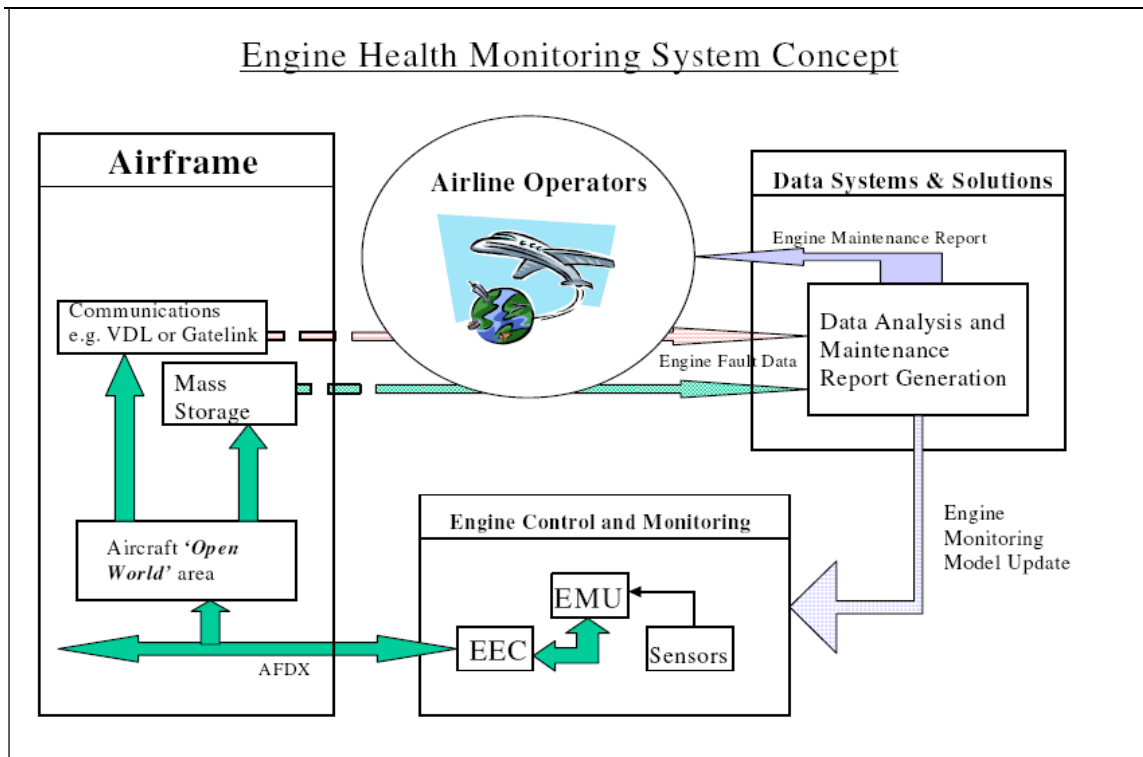 Engine Health Monitoring System Concept
Airframe
Airline Operators
Data Systems & Solutions
Engine Maintenance Report
Communications
e.g. VDL or Gatelink
Data Analysis and
Maintenance
Report Generation
Engine Fault Data
Mass
Storage
Engine Control and Monitoring
Engine
Monitoring
Model Update
Aircraft ‘Open
World’ area
EMU
EEC
Sensors
AFDX